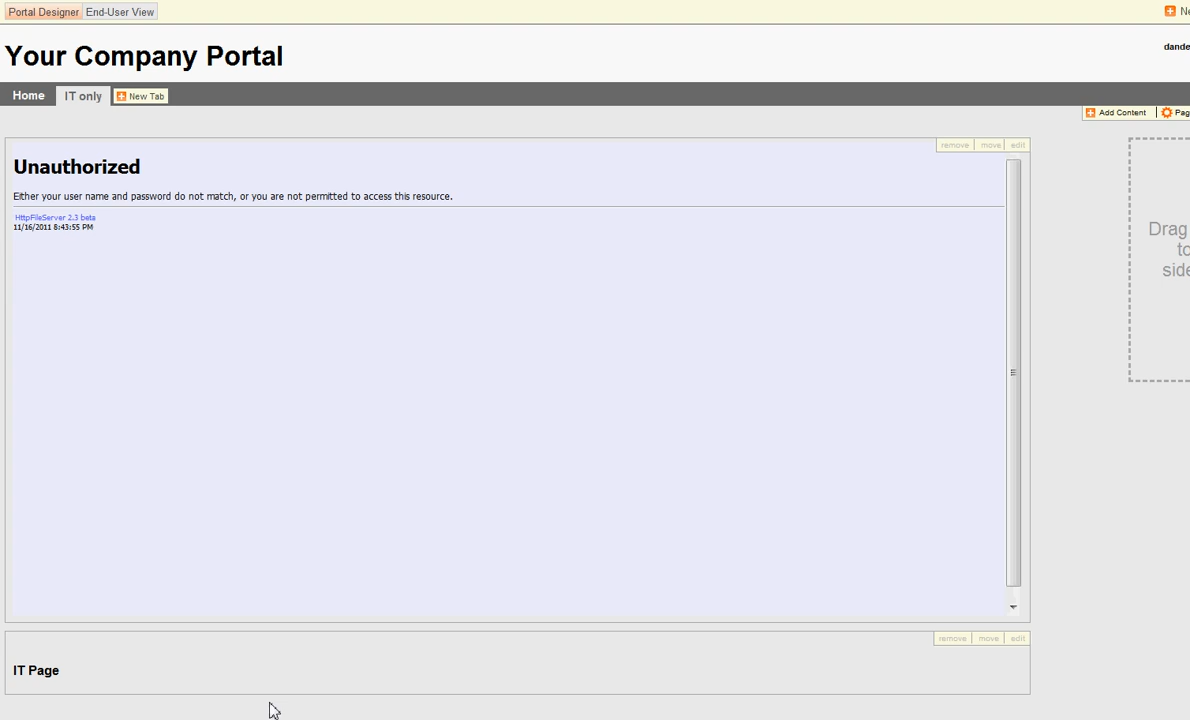 Portal Designer End-User View
Your Company Portal
Home IT only New Tab
Add Content
remove move edit
Unauthorized
Either your user name and password do not match, or you are not permitted to access this resource.
HttpFileServer 2.3 beta
11/16/2011 8:43:55 PM
Drag
remove move edit
IT Page